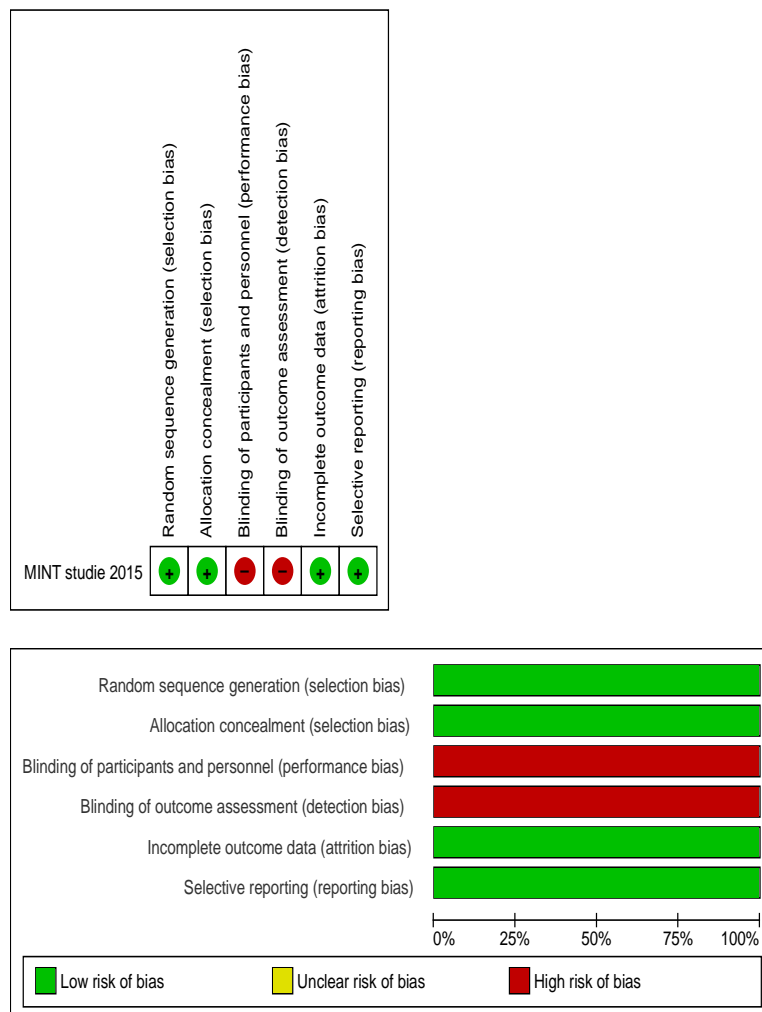 Random sequence generation (selection bias)
Allocation concealment (selection bias)
Blinding of participants and personnel (performance bias)
Blinding of outcome assessment (detection bias)
Incomplete outcome data (attrition bias)
Selective reporting (reporting bias)
MINT studie 2015 + + − − + +
Random sequence generation (selection bias)
Allocation concealment (selection bias)
Blinding of participants and personnel (performance bias)
Blinding of outcome assessment (detection bias)
Incomplete outcome data (attrition bias)
Selective reporting (reporting bias)
0% 25% 50% 75% 100%
Low risk of bias Unclear risk of bias High risk of bias